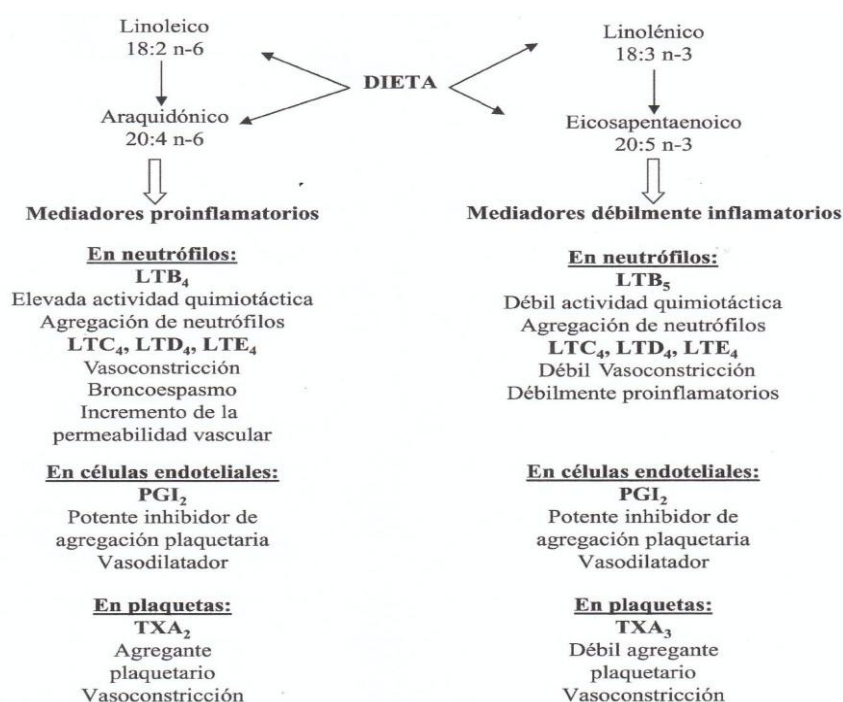 Linoleico
18:2 n-6
Araquidónico
20:4 n-6
DIETA
Linolénico
18:3 n-3
Eicosapentaenoico
20:5 n-3
Mediadores proinflamatorios
En neutrófilos:
LTB4
Elevada actividad quimiotáctica
Agregación de neutrófilos
LTC4, LTD4, LTE4
Vasoconstricción
Broncoespasmo
Incremento de la
permeabilidad vascular
En células endoteliales:
PGI2
Potente inhibidor de
agregación plaquetaria
Vasodilatador
En plaquetas:
TXA2
Agregante
plaquetario
Vasoconstricción
Mediadores débilmente inflamatorios
En neutrófilos:
LTB5
Débil actividad quimiotáctica
Agregación de neutrófilos
LTC4, LTD4, LTE4
Débil Vasoconstricción
Débilmente proinflamatorios
En células endoteliales:
PGI2
Potente inhibidor de
agregación plaquetaria
Vasodilatador
En plaquetas:
TXA3
Débil agregante
plaquetario
Vasoconstricción